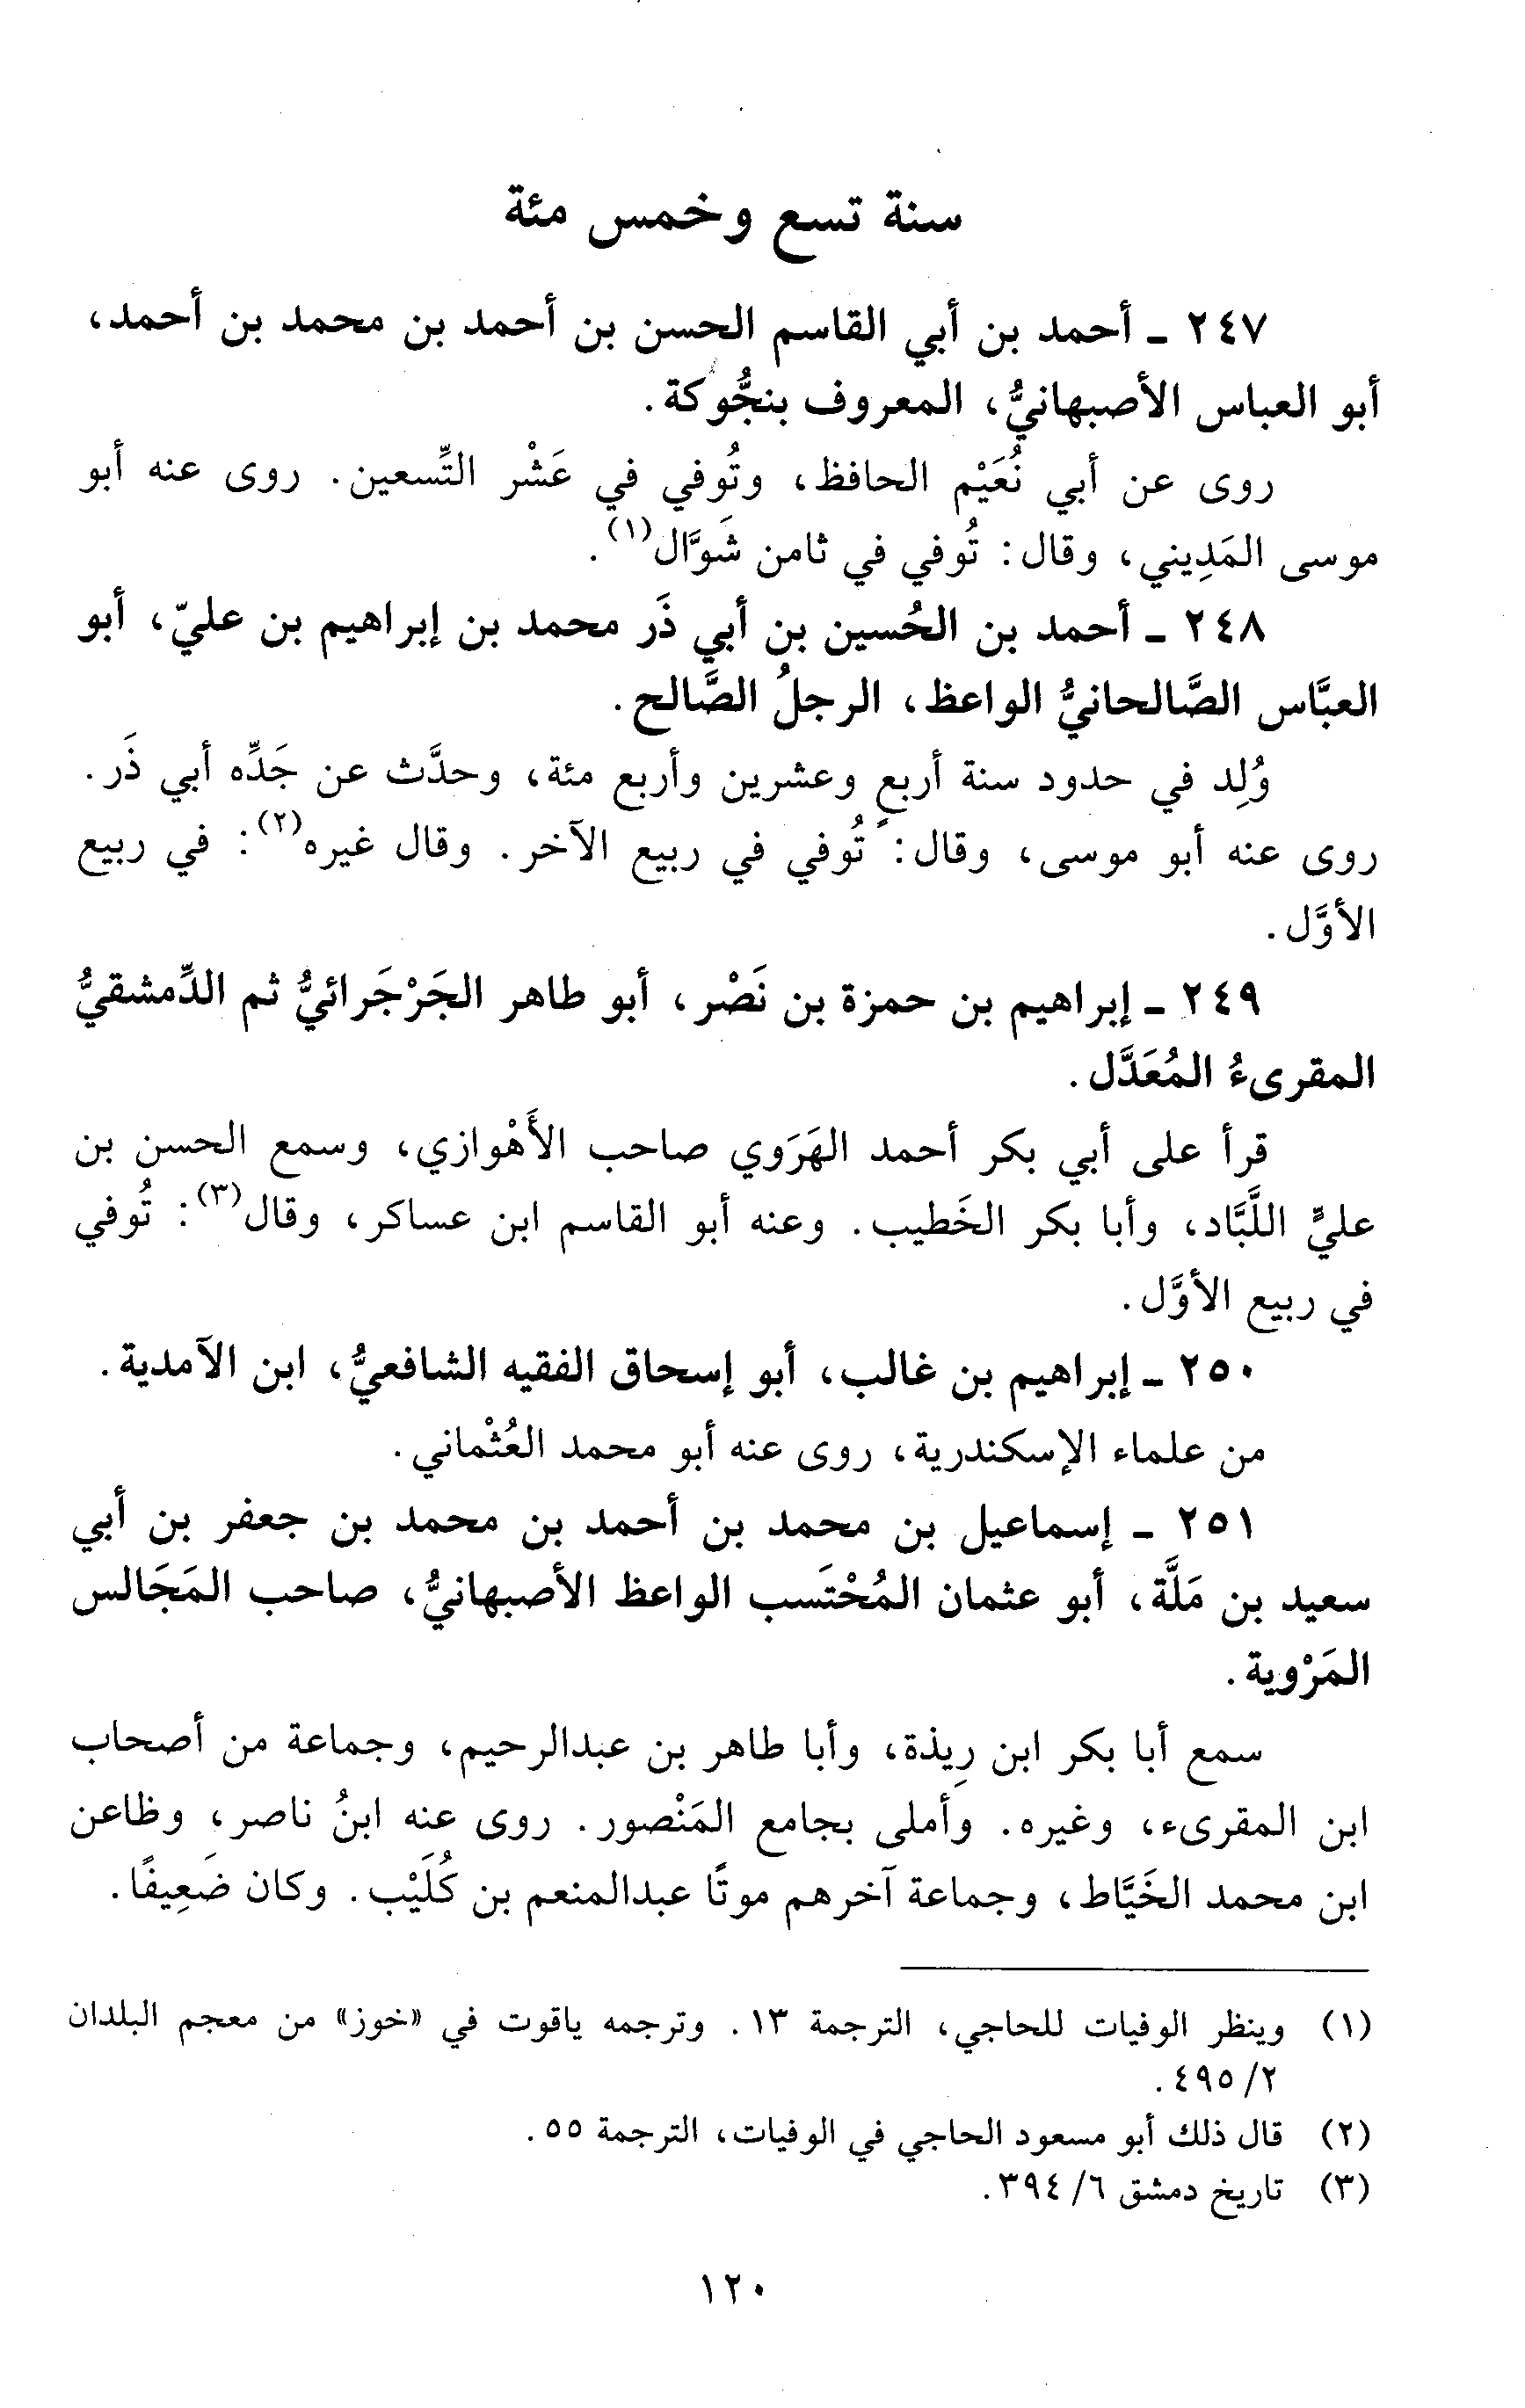 سنة تسع وخمس مئة
٢٤٧ ـ أحمد بن أبي القاسم الحسن بن أحمد بن محمد بن أحمد،
أبو العباس الأصبهانيُّ، المعروف بنجُّوكة.
روى عن أبي نُعَيْم الحافظ، وتُوفي في عَشْر التِّسعين. روى عنه أبو
موسى المَدِيني، وقال: تُوفي في ثامن شَوَّال(١).
٢٤٨ ـ أحمد بن الحُسين بن أبي ذَر محمد بن إبراهيم بن عليّ، أبو
العبَّاس الصَّالحانيُّ الواعظ، الرجلُ الصَّالح.
وُلِد في حدود سنة أربعٍ وعشرين وأربع مئة، وحدَّث عن جَدِّه أبي ذَر.
روى عنه أبو موسى، وقال: تُوفي في ربيع الآخر. وقال غيره(٢): في ربيع
الأوَّل.
٢٤٩ ـ إبراهيم بن حمزة بن نَصْر، أبو طاهر الجَرْجَرائيُّ ثم الدِّمشقيُّ
المقرىءُ المُعَدَّل.
قرأ على أبي بكر أحمد الهَرَوي صاحب الأَهْوازي، وسمع الحسن بن
عليٍّ اللَّبَّاد، وأبا بكر الخَطيب. وعنه أبو القاسم ابن عساكر، وقال(٣): تُوفي
في ربيع الأوَّل.
٢٥٠ ـ إبراهيم بن غالب، أبو إسحاق الفقيه الشافعيُّ، ابن الآمدية.
من علماء الإسكندرية، روى عنه أبو محمد العُثْماني.
٢٥١ ـ إسماعيل بن محمد بن أحمد بن محمد بن جعفر بن أبي
سعيد بن مَلَّة، أبو عثمان المُحْتَسب الواعظ الأصبهانيُّ، صاحب المَجَالس
المَرْوية.
سمع أبا بكر ابن رِيذة، وأبا طاهر بن عبدالرحيم، وجماعة من أصحاب
ابن المقرىء، وغيره. وأملى بجامع المَنْصور. روى عنه ابنُ ناصر، وظاعن
ابن محمد الخَيَّاط، وجماعة آخرهم موتًا عبدالمنعم بن كُلَيْب. وكان ضَعِيفًا.
(١) وينظر الوفيات للحاجي، الترجمة ١٣. وترجمه ياقوت في «خوز» من معجم البلدان
٢/ ٤٩٥.
(٢) قال ذلك أبو مسعود الحاجي في الوفيات، الترجمة ٥٥.
(٣) تاريخ دمشق ٦/ ٣٩٤.
١٢٠